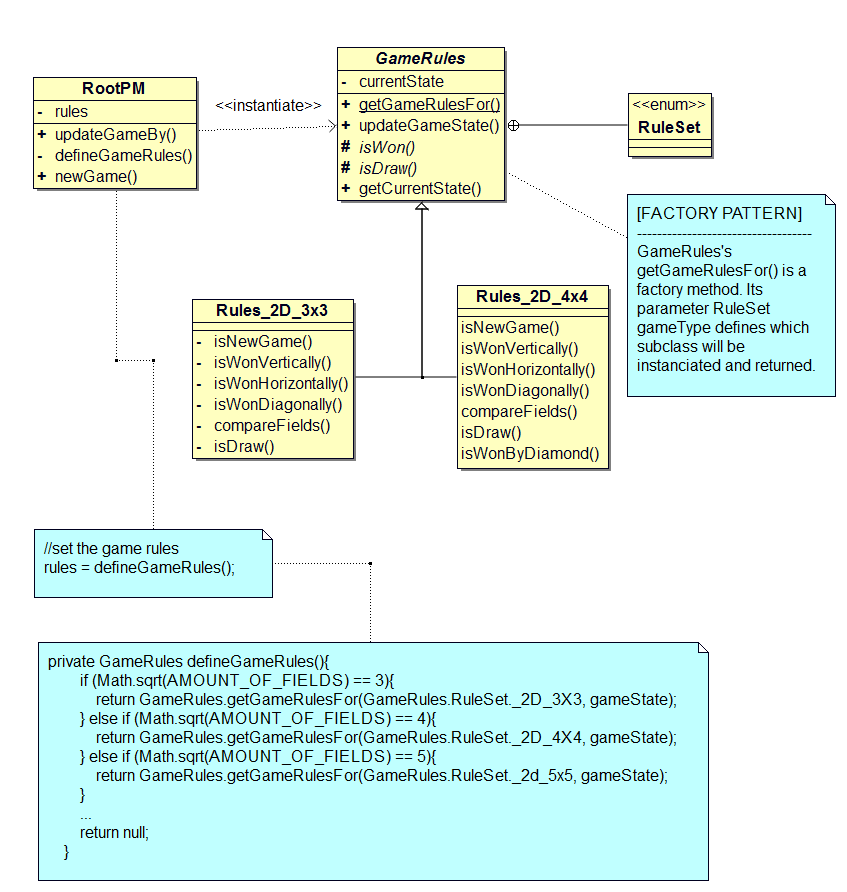 GameRules
- currentState
+ getGameRulesFor()
+ updateGameState()
# isWon()
# isDraw()
+ getCurrentState()
RootPM
- rules
+ updateGameBy()
- defineGameRules()
+ newGame()
<<instantiate>>
<<enum>>
RuleSet
[FACTORY PATTERN]
-----------------------------------
GameRules's
getGameRulesFor() is a
factory method. Its
parameter RuleSet
gameType defines which
subclass will be
instanciated and returned.
Rules_2D_3x3
- isNewGame()
- isWonVertically()
- isWonHorizontally()
- isWonDiagonally()
- compareFields()
- isDraw()
Rules_2D_4x4
isNewGame()
isWonVertically()
isWonHorizontally()
isWonDiagonally()
compareFields()
isDraw()
isWonByDiamond()
//set the game rules
rules = defineGameRules();
private GameRules defineGameRules(){
if (Math.sqrt(AMOUNT_OF_FIELDS) == 3){
return GameRules.getGameRulesFor(GameRules.RuleSet._2D_3X3, gameState);
} else if (Math.sqrt(AMOUNT_OF_FIELDS) == 4){
return GameRules.getGameRulesFor(GameRules.RuleSet._2D_4X4, gameState);
} else if (Math.sqrt(AMOUNT_OF_FIELDS) == 5){
return GameRules.getGameRulesFor(GameRules.RuleSet._2d_5x5, gameState);
}
...
return null;
}